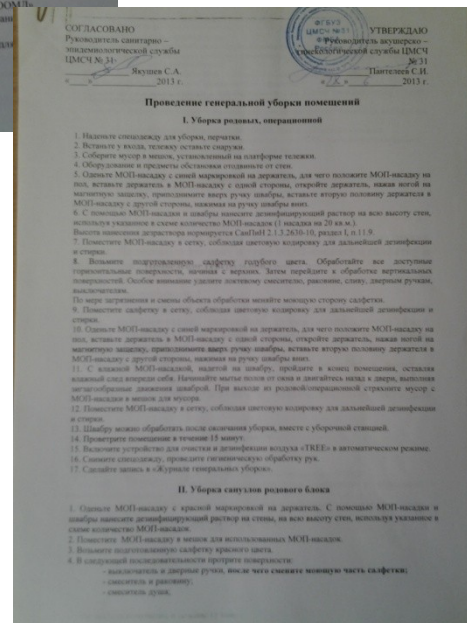 СОГЛАСОВАНО
УТВЕРЖДАЮ
Руководитель санитарно –
Руководитель акушерско –
эпидемиологической службы
гинекологической службы ЦМСЧ
ЦМСЧ № 31
№ 31
Якушев С.А.
Пантелеев С.И.
2013 г.
2013 г.
ФГБУЗ
ЦМСЧ №31
Проведение генеральной уборки помещений
I. Уборка родовых, операционной
1. Наденьте спецодежду для уборки, перчатки.
2. Встаньте у входа, тележку оставьте снаружи.
3. Соберите мусор в мешок, установленный на платформе тележки.
4. Оборудование и предметы обстановки отодвиньте от стен.
5. Оденьте МОП-насадку с синей маркировкой на держатель, для чего положите МОП-насадку на
пол, вставьте держатель в МОП-насадку с одной стороны, откройте держатель, нажав ногой на
магнитную защелку, приподнимите вверх ручку швабры, вставьте вторую половину держателя в
МОП-насадку с другой стороны, нажимая на ручку швабры вниз.
6. С помощью МОП-насадки и швабры нанесите дезинфицирующий раствор на всю высоту стен,
используя указанное в схеме количество МОП-насадок (1 насадка на 20 кв.м.).
Высота нанесения дезраствора нормируется СанПиН 2.1.3.2630-10, раздел I, п.11.9.
7. Поместите МОП-насадку в сетку, соблюдая цветовую кодировку для дальнейшей дезинфекции
и стирки.
8. Возьмите подготовленную салфетку голубого цвета. Обработайте все доступные
горизонтальные поверхности, начиная с верхних. Затем перейдите к обработке вертикальных
поверхностей. Особое внимание уделите локтевому смесителю, раковине, сливу, дверным ручкам,
выключателям.
По мере загрязнения и смены объекта обработки меняйте моющую сторону салфетки.
9. Поместите салфетку в сетку, соблюдая цветовую кодировку для дальнейшей дезинфекции и
стирки.
10. Оденьте МОП-насадку с синей маркировкой на держатель, для чего положите МОП-насадку на
пол, вставьте держатель в МОП-насадку с одной стороны, откройте держатель, нажав ногой на
магнитную защелку, приподнимите вверх ручку швабры, вставьте вторую половину держателя в
МОП-насадку с другой стороны, нажимая на ручку швабры вниз.
11. С влажной МОП-насадкой, надетой на швабру, пройдите в конец помещения, оставляя
влажный след впереди себя. Начинайте мытье полов от окна и двигайтесь назад к двери, выполняя
зигзагообразные движения шваброй. При выходе из родовой/операционной стряхните мусор с
МОП-насадки в мешок для мусора.
12. Поместите МОП-насадку в сетку, соблюдая цветовую кодировку для дальнейшей дезинфекции
и стирки.
13. Швабру можно обработать после окончания уборки, вместе с уборочной станцией.
14. Проветрите помещение в течение 15 минут.
15. Включите устройство для очистки и дезинфекции воздуха «TREE» в автоматическом режиме.
16. Снимите спецодежду, проведите гигиеническую обработку рук.
17. Сделайте запись в «Журнале генеральных уборок».
II. Уборка санузлов родового блока
1. Оденьте МОП-насадку с красной маркировкой на держатель. С помощью МОП-насадки и
швабры нанесите дезинфицирующий раствор на стены, на всю высоту стен, используя указанное в
схеме количество МОП-насадок.
2. Поместите МОП-насадку в мешок для использованных МОП-насадок.
3. Возьмите подготовленную салфетку красного цвета.
4. В следующей последовательности протрите поверхности:
- выключатель и дверные ручки, после чего смените моющую часть салфетки;
- смеситель и раковину;
- смеситель душа;